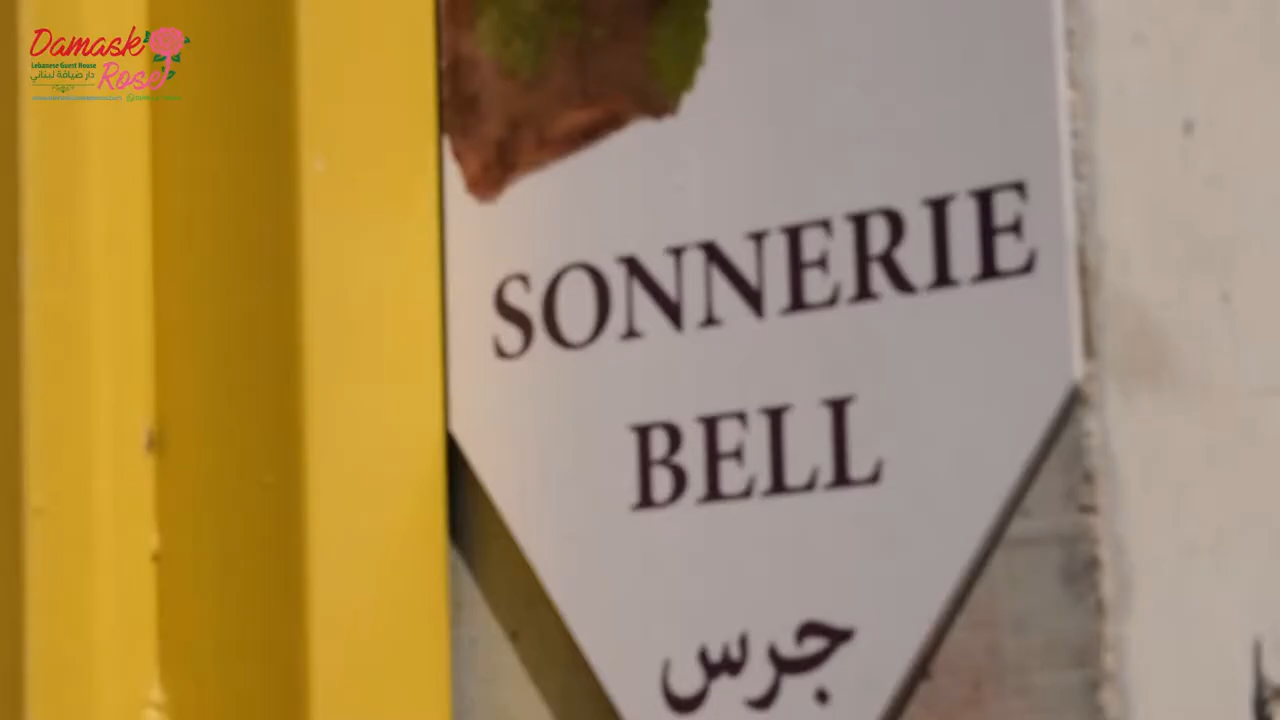 Damask
Rose
Lebanese Guest House
دار ضيافة لبناني
SONNERIE
BELL
جرس